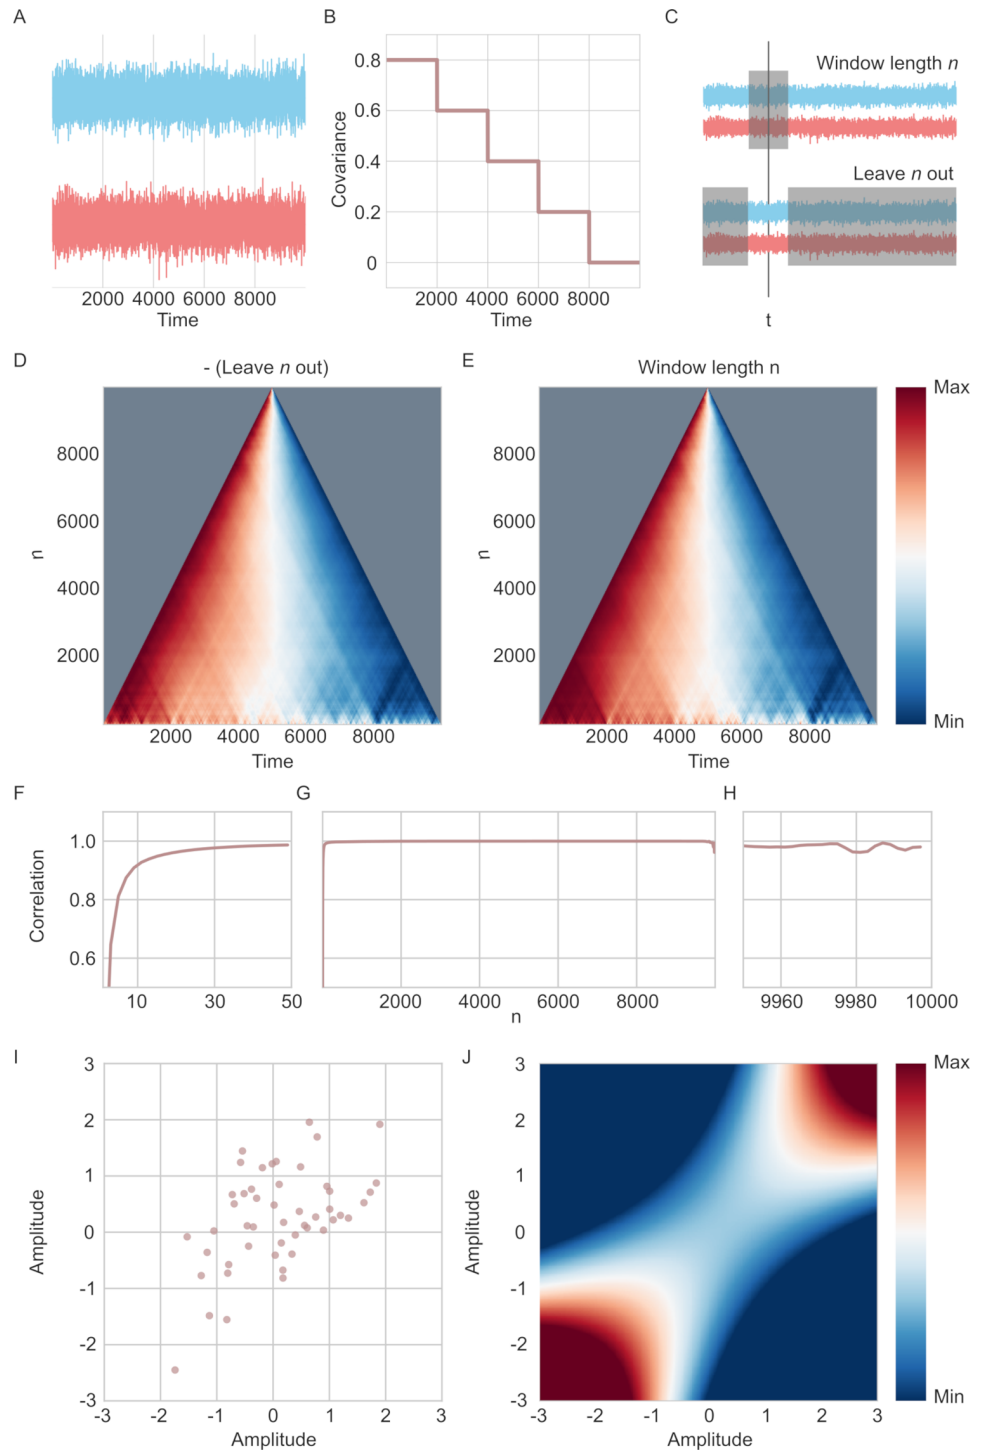 A
2000 4000 6000 8000
Time
B
Covariance
0.8
0.6
0.4
0.2
0
2000 4000 6000 8000
Time
C
Window length n
Leave n out
t
D
- (Leave n out)
n
8000
6000
4000
2000
2000 4000 6000 8000
Time
E
Window length n
n
8000
6000
4000
2000
2000 4000 6000 8000
Time
Max
Min
F
Correlation
1.0
0.8
0.6
10 30 50
G
2000 4000 6000 8000
n
H
9960 9980 10000
I
Amplitude
3
2
1
0
-1
-2
-3
-3 -2 -1 0 1 2 3
Amplitude
J
Amplitude
3
2
1
0
-1
-2
-3
-3 -2 -1 0 1 2 3
Amplitude
Max
Min